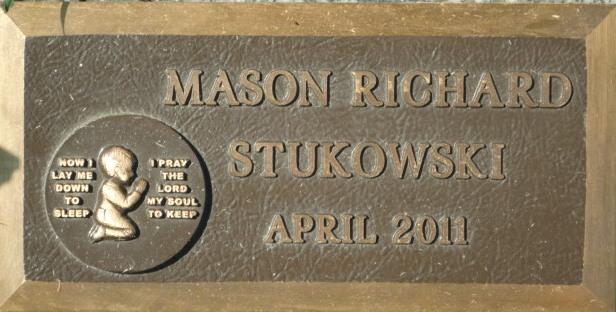 MASON RICHARD
STUKOWSKI
APRIL 2011
NOW I
LAY ME
DOWN
TO
SLEEP
I PRAY
THE
LORD
MY SOUL
TO KEEP